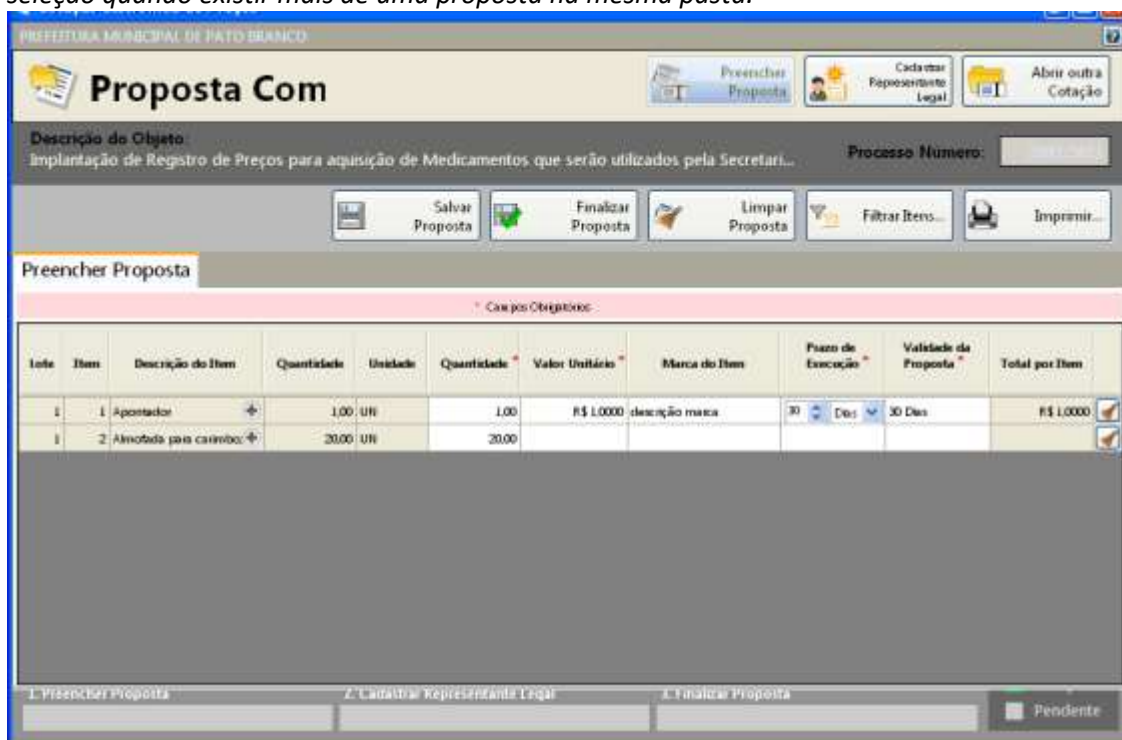 seleção quando existir mais de uma proposta na mesma pasta.
PREFEITURA MUNICIPAL DE PATO BRANCO
Proposta Com
Preencher Proposta
Cadastrar Representante Legal
Abrir outra Cotação
Descrição do Objeto:
Implantação de Registro de Preços para aquisição de Medicamentos que serão utilizados pela Secretari...
Processo Número:
Salvar Proposta
Finalizar Proposta
Limpar Proposta
Filtrar Itens...
Imprimir...
Preencher Proposta
* Campos Obrigatórios
Lote Item Descrição do Item Quantidade Unidade Quantidade * Valor Unitário * Marca do Item Prazo de Execução * Validade da Proposta * Total por Item
1 1 Apontador 1,00 UN 1,00 R$ 1,0000 descrição marca 30 Dias 30 Dias R$ 1,0000
1 2 Almofada para carimbo: 20,00 UN 20,00
1. Preencher Proposta 2. Cadastrar Representante Legal 3. Finalizar Proposta
Pendente